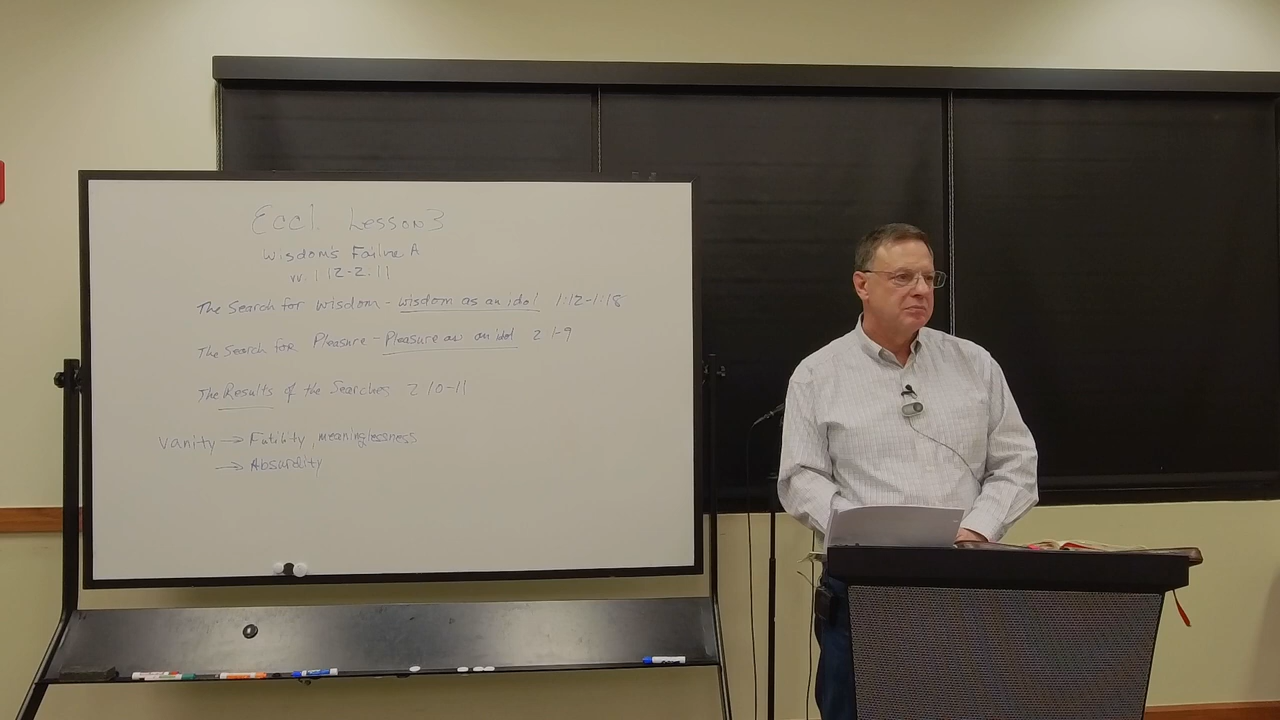 Eccl. Lesson 3
Wisdom's Failure A
vv 1:12-2:11
The Search for wisdom - wisdom as an idol 1:12-1:18
The Search for Pleasure - Pleasure as an idol 2 1-9
The Results of the Searches 2 10-11
Vanity → Futility meaninglessness
→ Absurdity